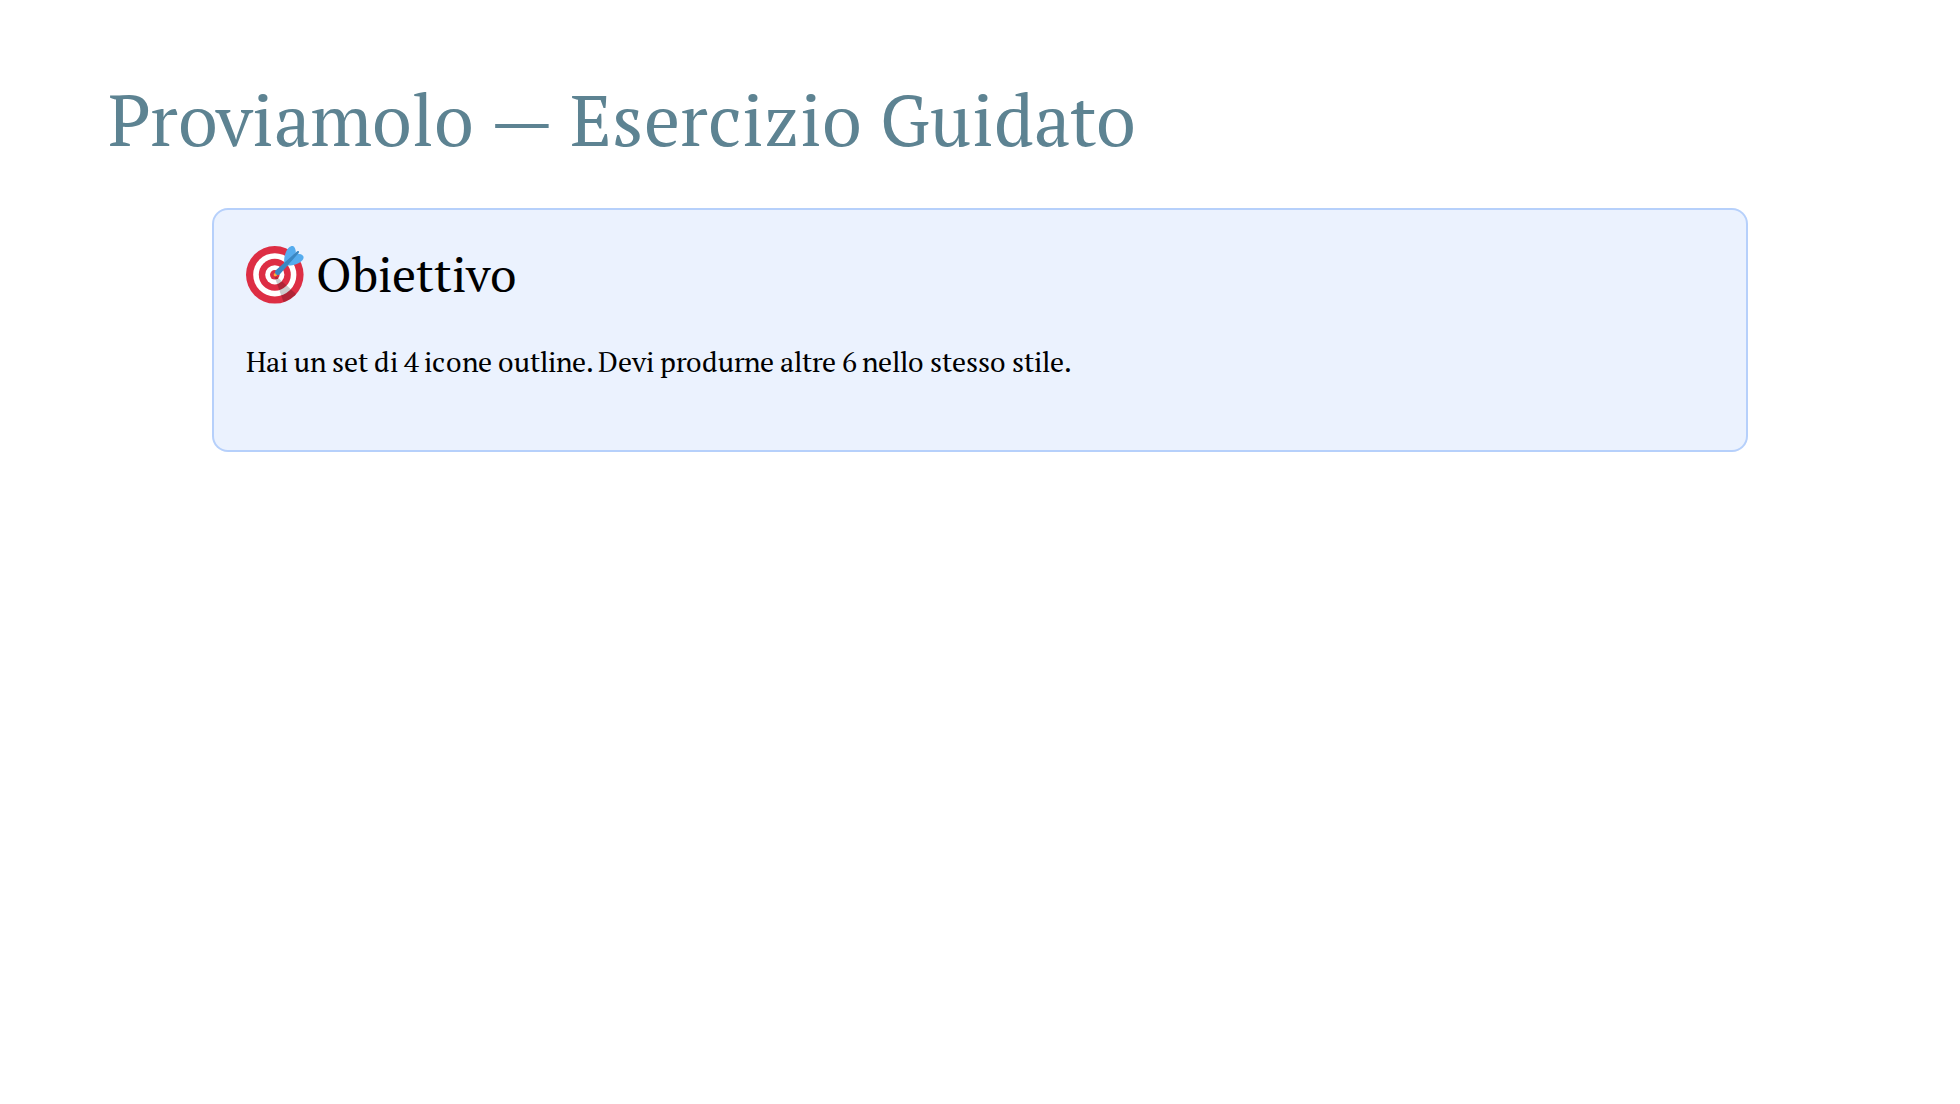 Proviamolo — Esercizio Guidato
🎯 Obiettivo
Hai un set di 4 icone outline. Devi produrne altre 6 nello stesso stile.